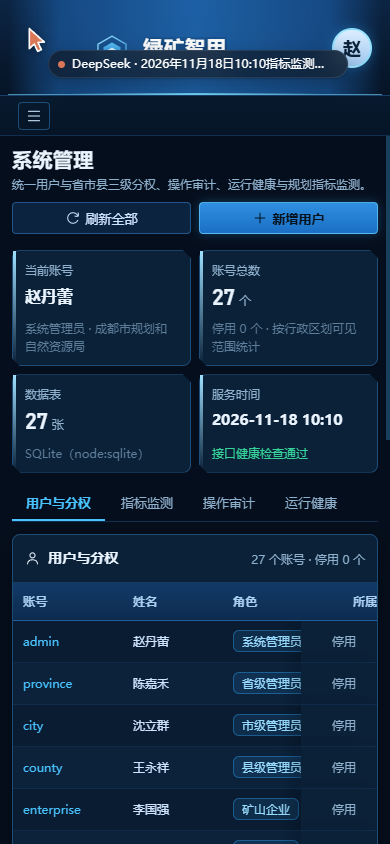 绿矿智用
赵
DeepSeek · 2026年11月18日10:10指标监测...
系统管理
统一用户与省市县三级分权、操作审计、运行健康与规划指标监测。
刷新全部
新增用户
当前账号
赵丹蕾
系统管理员 · 成都市规划和
自然资源局
账号总数
27 个
停用 0 个 · 按行政区划可见
范围统计
数据表
27 张
SQLite（node:sqlite）
服务时间
2026-11-18 10:10
接口健康检查通过
用户与分权 指标监测 操作审计 运行健康
用户与分权 27 个账号 · 停用 0 个
账号 姓名 角色 所属
admin 赵丹蕾 系统管理员 停用
province 陈嘉禾 省级管理员 停用
city 沈立群 市级管理员 停用
county 王永祥 县级管理员 停用
enterprise 李国强 矿山企业 停用